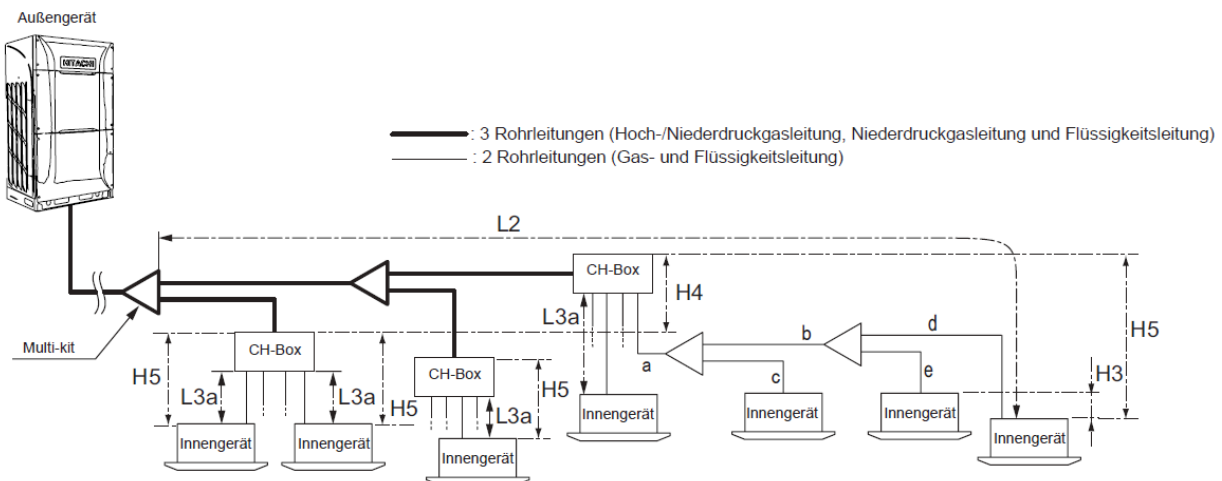 Außengerät
HITACHI
: 3 Rohrleitungen (Hoch-/Niederdruckgasleitung, Niederdruckgasleitung und Flüssigkeitsleitung)
: 2 Rohrleitungen (Gas- und Flüssigkeitsleitung)
L2
CH-Box
H4
L3a
H5
Multi-kit
CH-Box
H5
L3a
L3a
H5
CH-Box
H5
L3a
a
b
c
d
e
H3
Innengerät
Innengerät
Innengerät
Innengerät
Innengerät
Innengerät
Innengerät